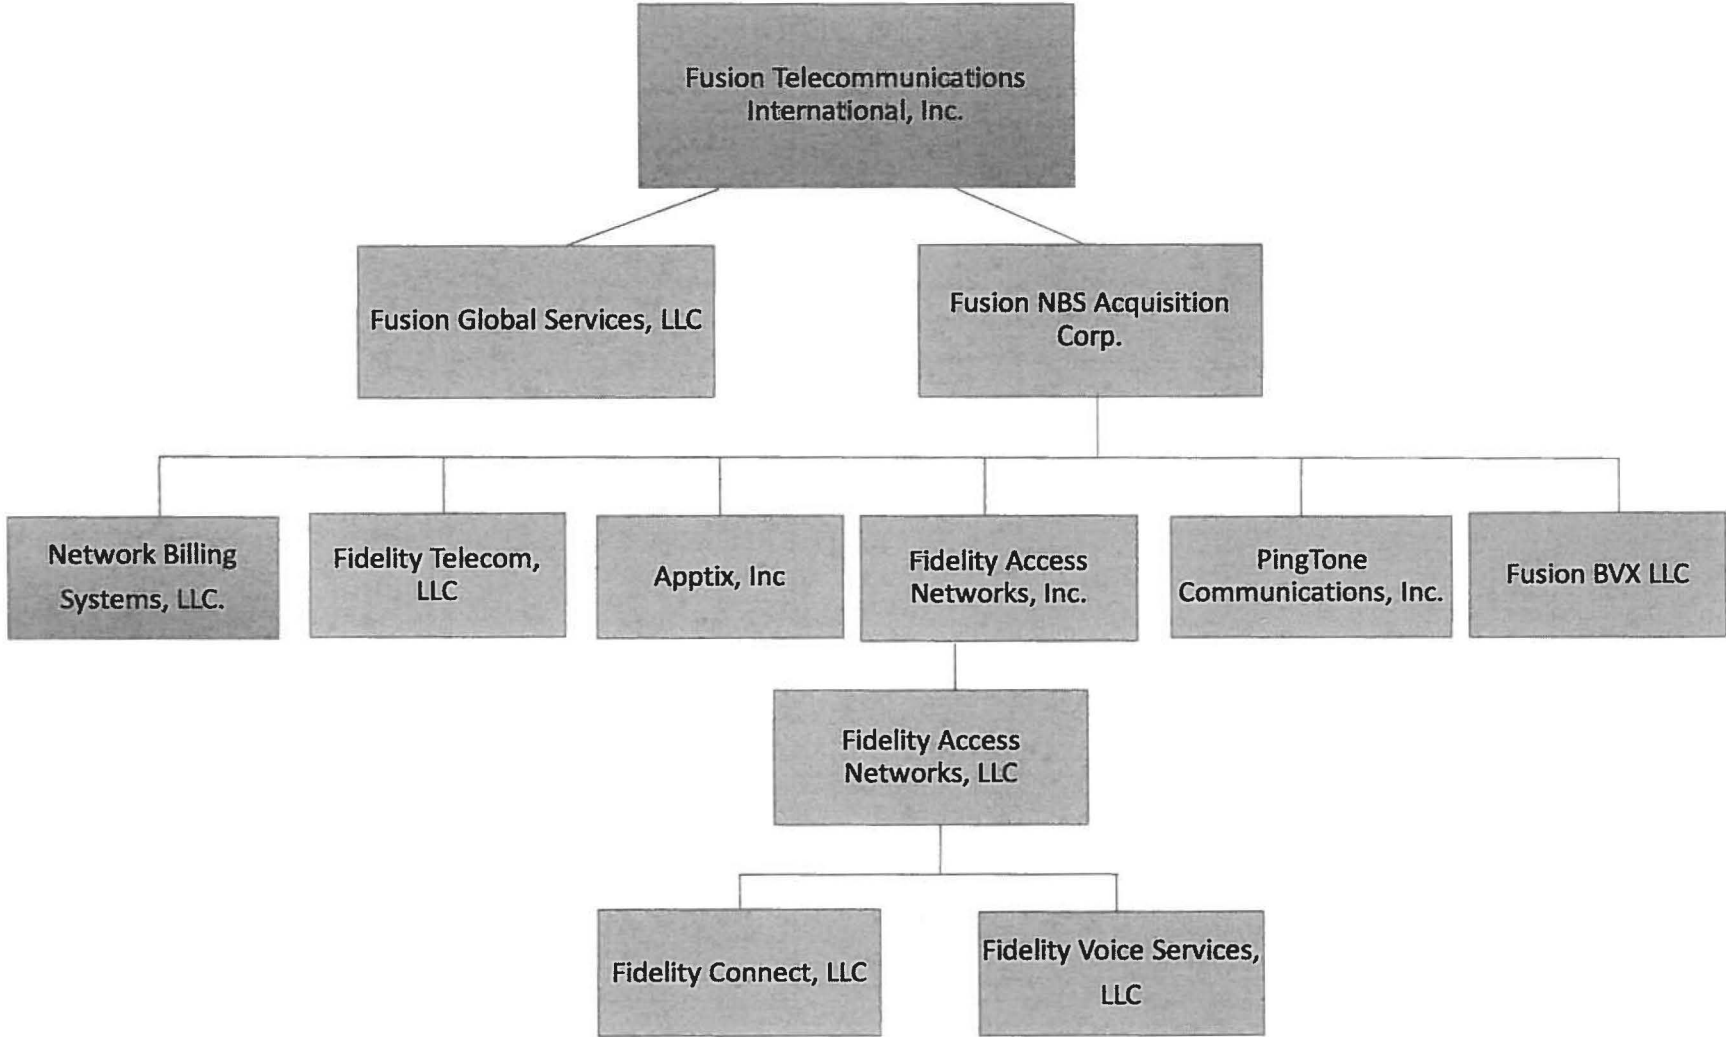 Fusion Telecommunications
International, Inc.
Fusion Global Services, LLC
Fusion NBS Acquisition
Corp.
Network Billing
Systems, LLC.
Fidelity Telecom,
LLC
Apptix, Inc
Fidelity Access
Networks, Inc.
PingTone
Communications, Inc.
Fusion BVX LLC
Fidelity Access
Networks, LLC
Fidelity Connect, LLC
Fidelity Voice Services,
LLC